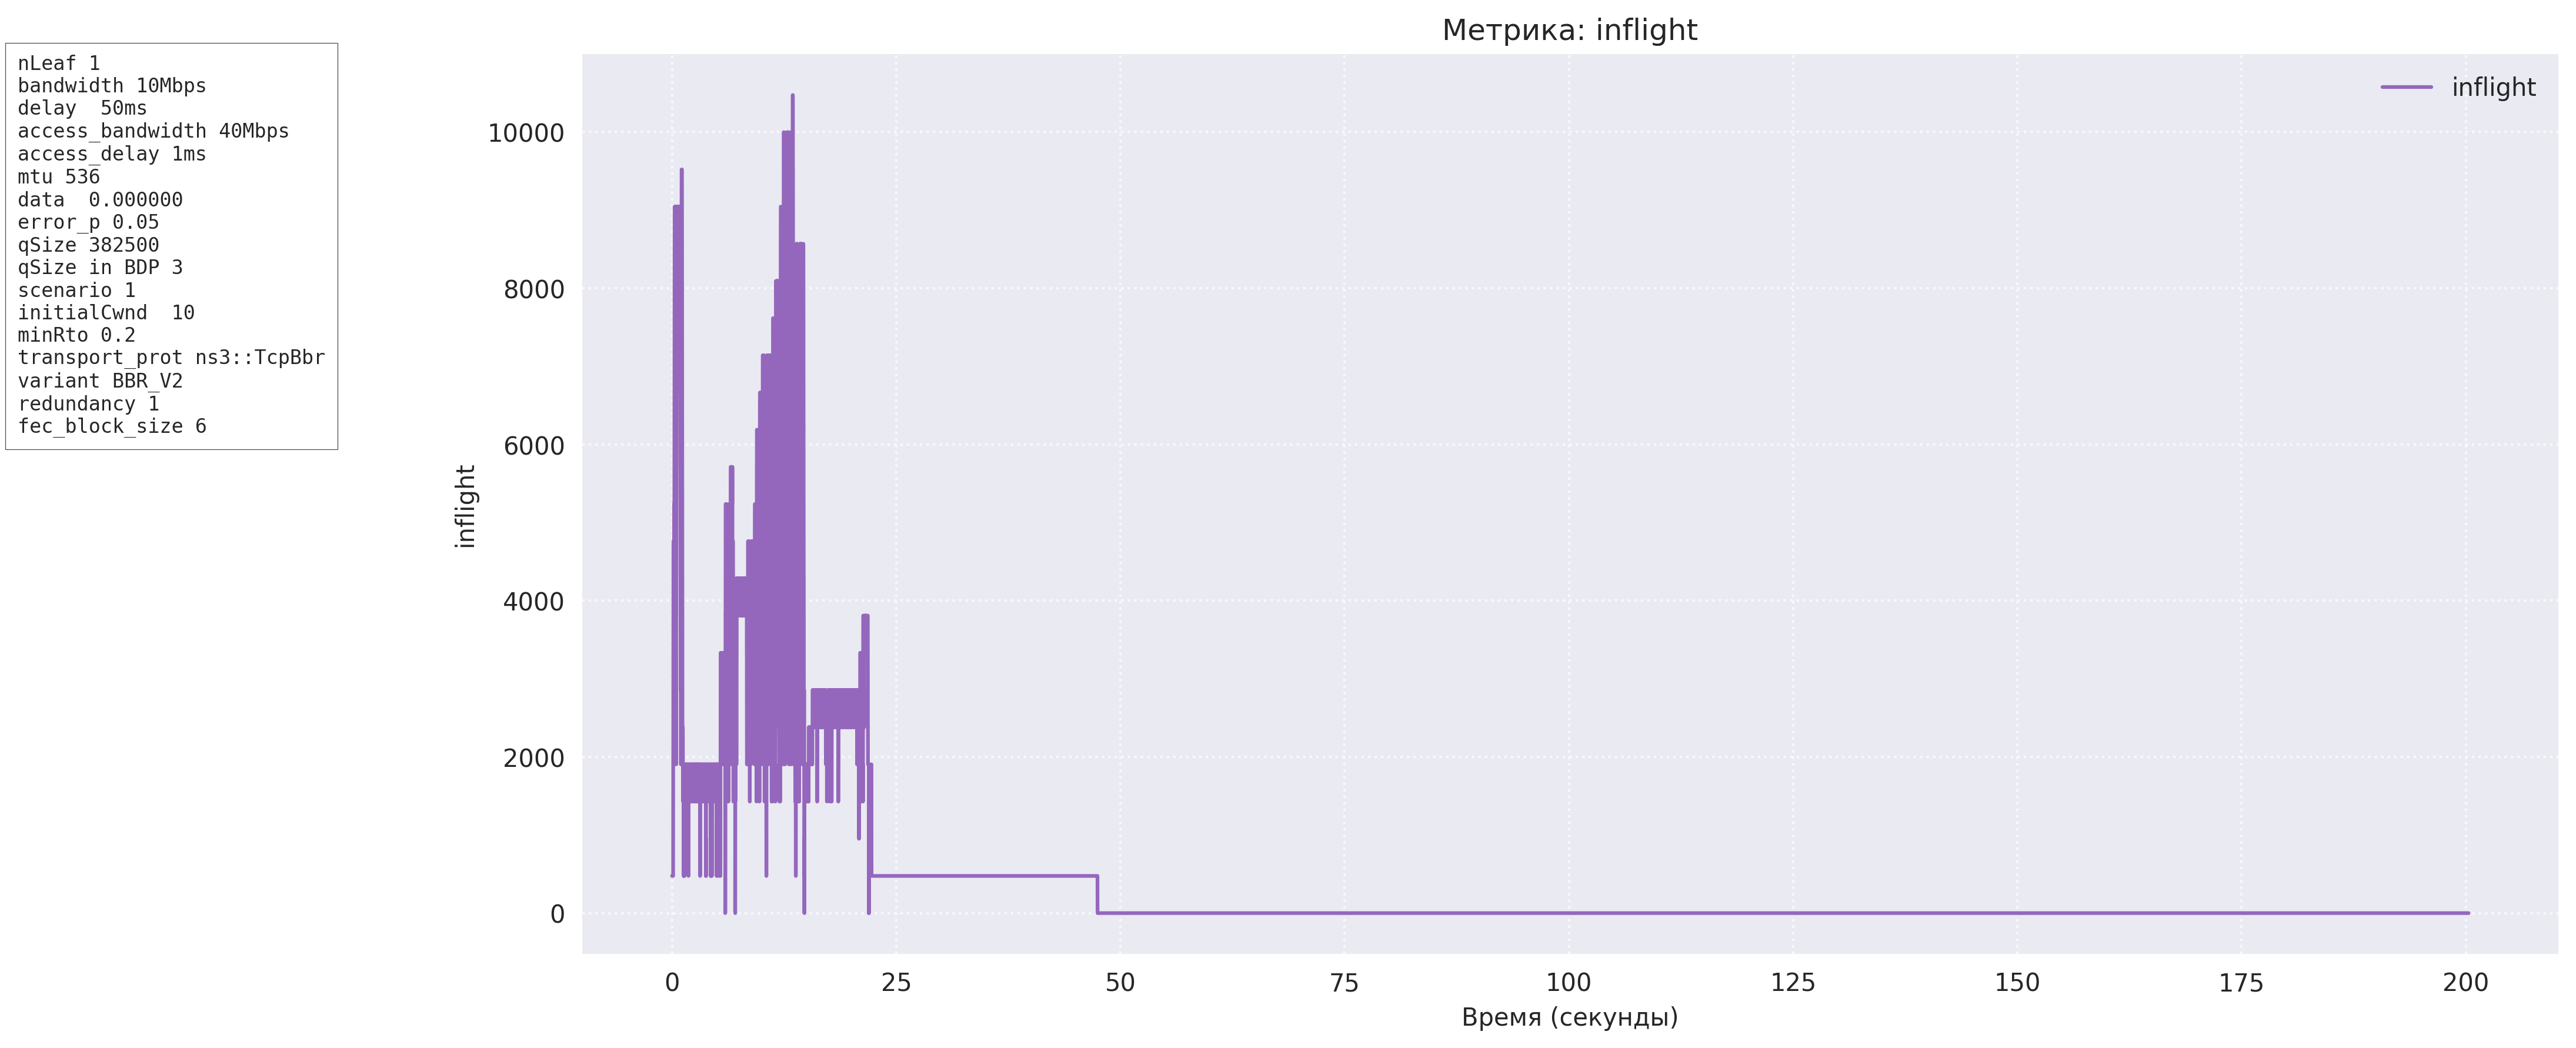 nLeaf 1
bandwidth 10Mbps
delay  50ms
access_bandwidth 40Mbps
access_delay 1ms
mtu 536
data  0.000000
error_p 0.05
qSize 382500
qSize in BDP 3
scenario 1
initialCwnd  10
minRto 0.2
transport_prot ns3::TcpBbr
variant BBR_V2
redundancy 1
fec_block_size 6
Метрика: inflight
inflight
10000
8000
6000
4000
2000
0
inflight
0 25 50 75 100 125 150 175 200
Время (секунды)